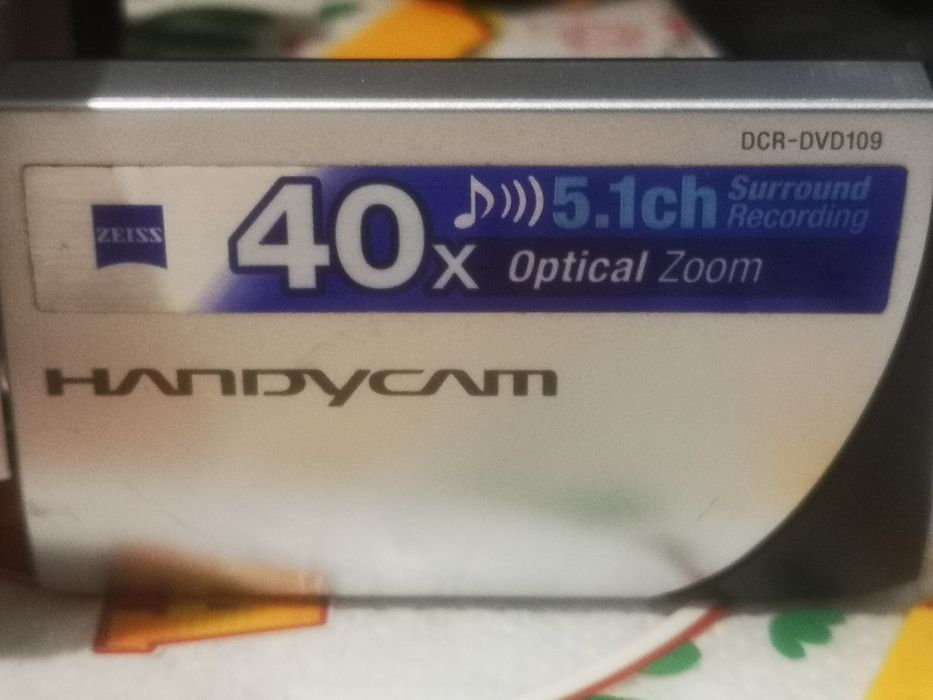 DCR-DVD109
ZEISS
40x
5.1ch Surround Recording
Optical Zoom
HANDYCAM